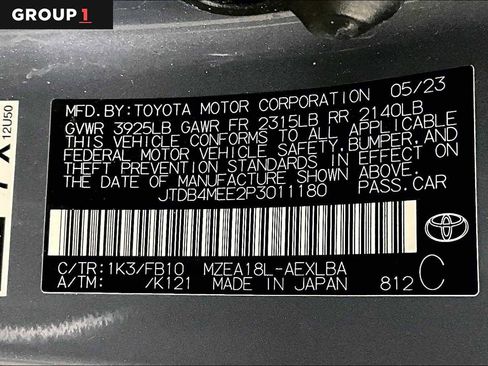 GROUP 1
12U50
MFD.BY:TOYOTA MOTOR CORPORATION 05/23
GVWR 3925LB GAWR FR 2315LB RR 2140LB
THIS VEHICLE CONFORMS TO ALL APPLICABLE
FEDERAL MOTOR VEHICLE SAFETY,BUMPER,AND
THEFT PREVENTION STANDARDS IN EFFECT ON
THE DATE OF MANUFACTURE SHOWN ABOVE.
JTDB4MEE2P3011180 PASS.CAR
C/TR:1K3/FB10 MZEA18L-AEXLBA
A/TM: /K121 MADE IN JAPAN 812 C
TOYOTA